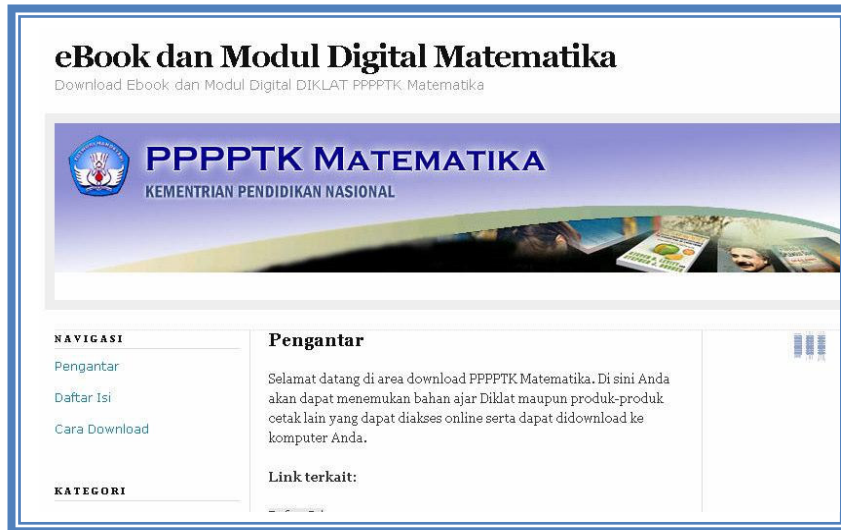 eBook dan Modul Digital Matematika
Download Ebook dan Modul Digital DIKLAT PPPPTK Matematika
PPPPTK MATEMATIKA
KEMENTRIAN PENDIDIKAN NASIONAL
NAVIGASI
Pengantar
Daftar Isi
Cara Download
KATEGORI
Pengantar
Selamat datang di area download PPPPTK Matematika. Di sini Anda
akan dapat menemukan bahan ajar Diklat maupun produk-produk
cetak lain yang dapat diakses online serta dapat didownload ke
komputer Anda.
Link terkait: